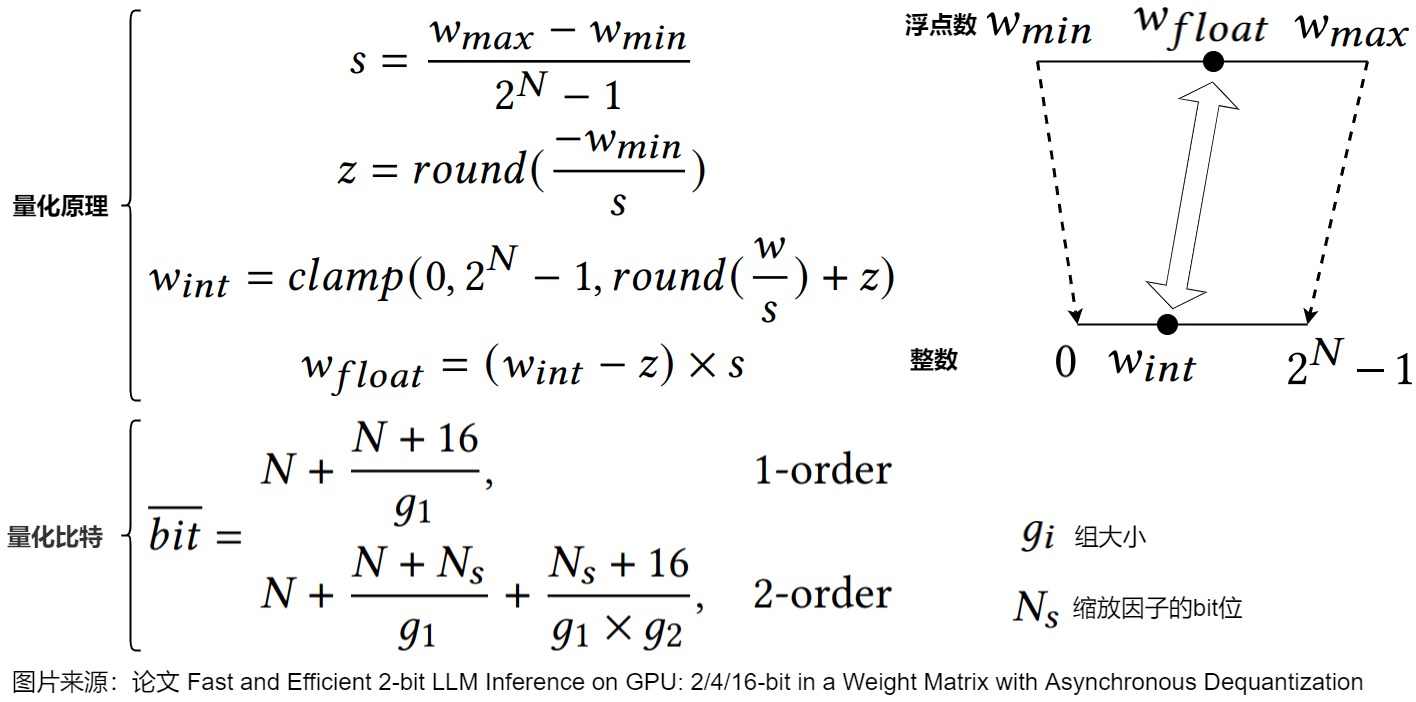 量化原理
s = \frac{w_{max} - w_{min}}{2^N - 1}
z = round(\frac{-w_{min}}{s})
w_{int} = clamp(0, 2^N - 1, round(\frac{w}{s}) + z)
w_{float} = (w_{int} - z) × s
浮点数 w_{min} w_{float} w_{max}
整数 0 w_{int} 2^N - 1
量化比特
\overline{bit} =
N + \frac{N + 16}{g_1}, 1-order
N + \frac{N + N_s}{g_1} + \frac{N_s + 16}{g_1 × g_2}, 2-order
g_i 组大小
N_s 缩放因子的bit位
图片来源：论文 Fast and Efficient 2-bit LLM Inference on GPU: 2/4/16-bit in a Weight Matrix with Asynchronous Dequantization